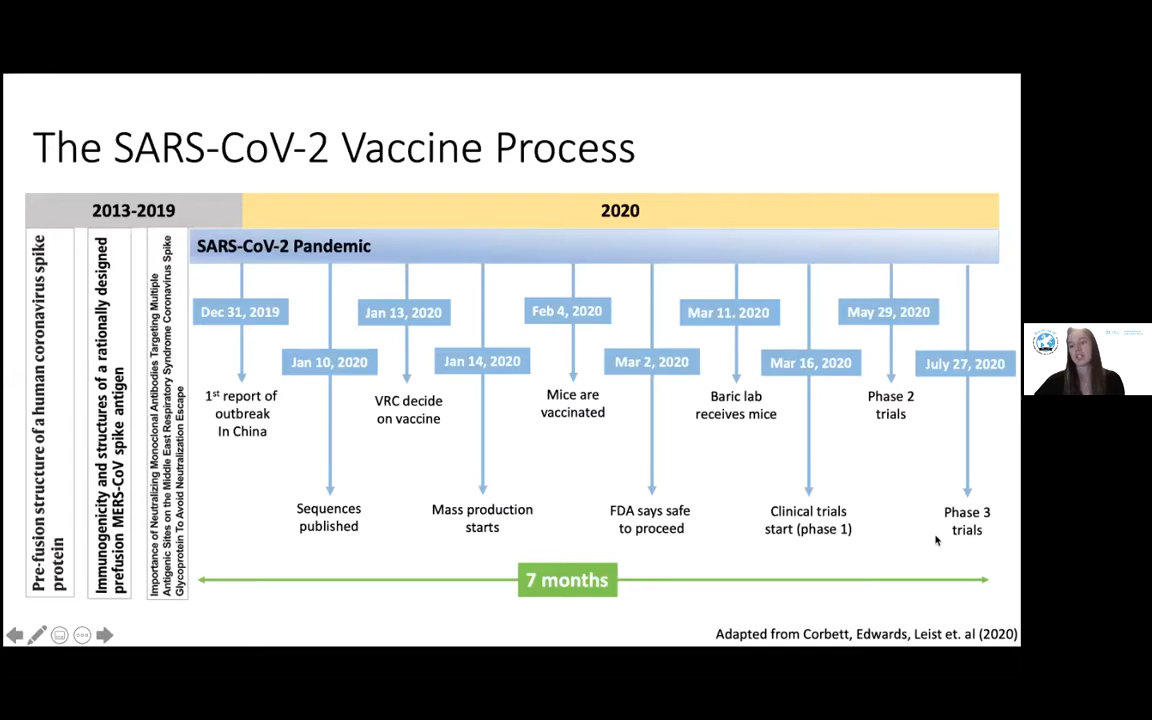 The SARS-CoV-2 Vaccine Process
2013-2019
2020
SARS-CoV-2 Pandemic
Pre-fusion structure of a human coronavirus spike
protein
Immunogenicity and structures of a rationally designed
prefusion MERS-CoV spike antigen
Importance of Neutralizing Monoclonal Antibodies Targeting Multiple
Antigenic Sites on the Middle East Respiratory Syndrome Coronavirus Spike
Glycoprotein To Avoid Neutralization Escape
Dec 31, 2019
1st report of
outbreak
In China
Jan 10, 2020
Sequences
published
Jan 13, 2020
VRC decide
on vaccine
Jan 14, 2020
Mass production
starts
Feb 4, 2020
Mice are
vaccinated
Mar 2, 2020
FDA says safe
to proceed
Mar 11. 2020
Baric lab
receives mice
Mar 16, 2020
Clinical trials
start (phase 1)
May 29, 2020
Phase 2
trials
July 27, 2020
Phase 3
trials
7 months
Adapted from Corbett, Edwards, Leist et. al (2020)